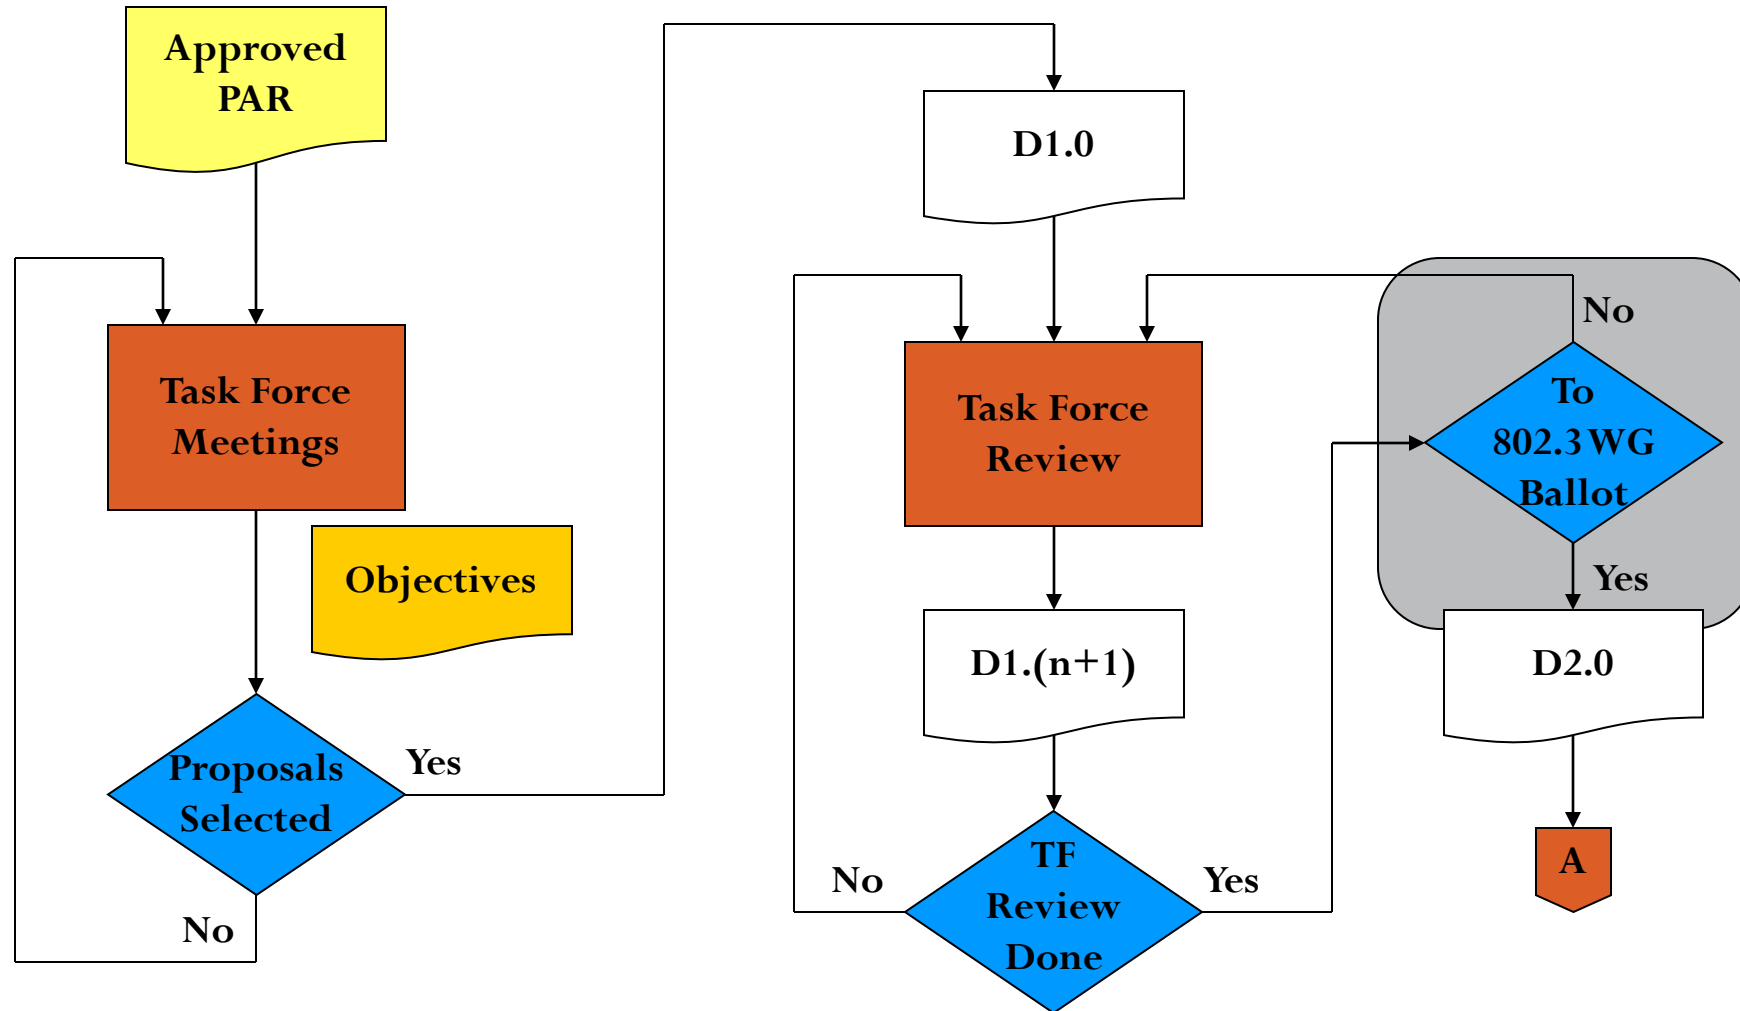 Approved
PAR
Task Force
Meetings
Objectives
Proposals
Selected
Yes
No
D1.0
Task Force
Review
D1.(n+1)
TF
Review
Done
No
Yes
No
To
802.3 WG
Ballot
Yes
D2.0
A